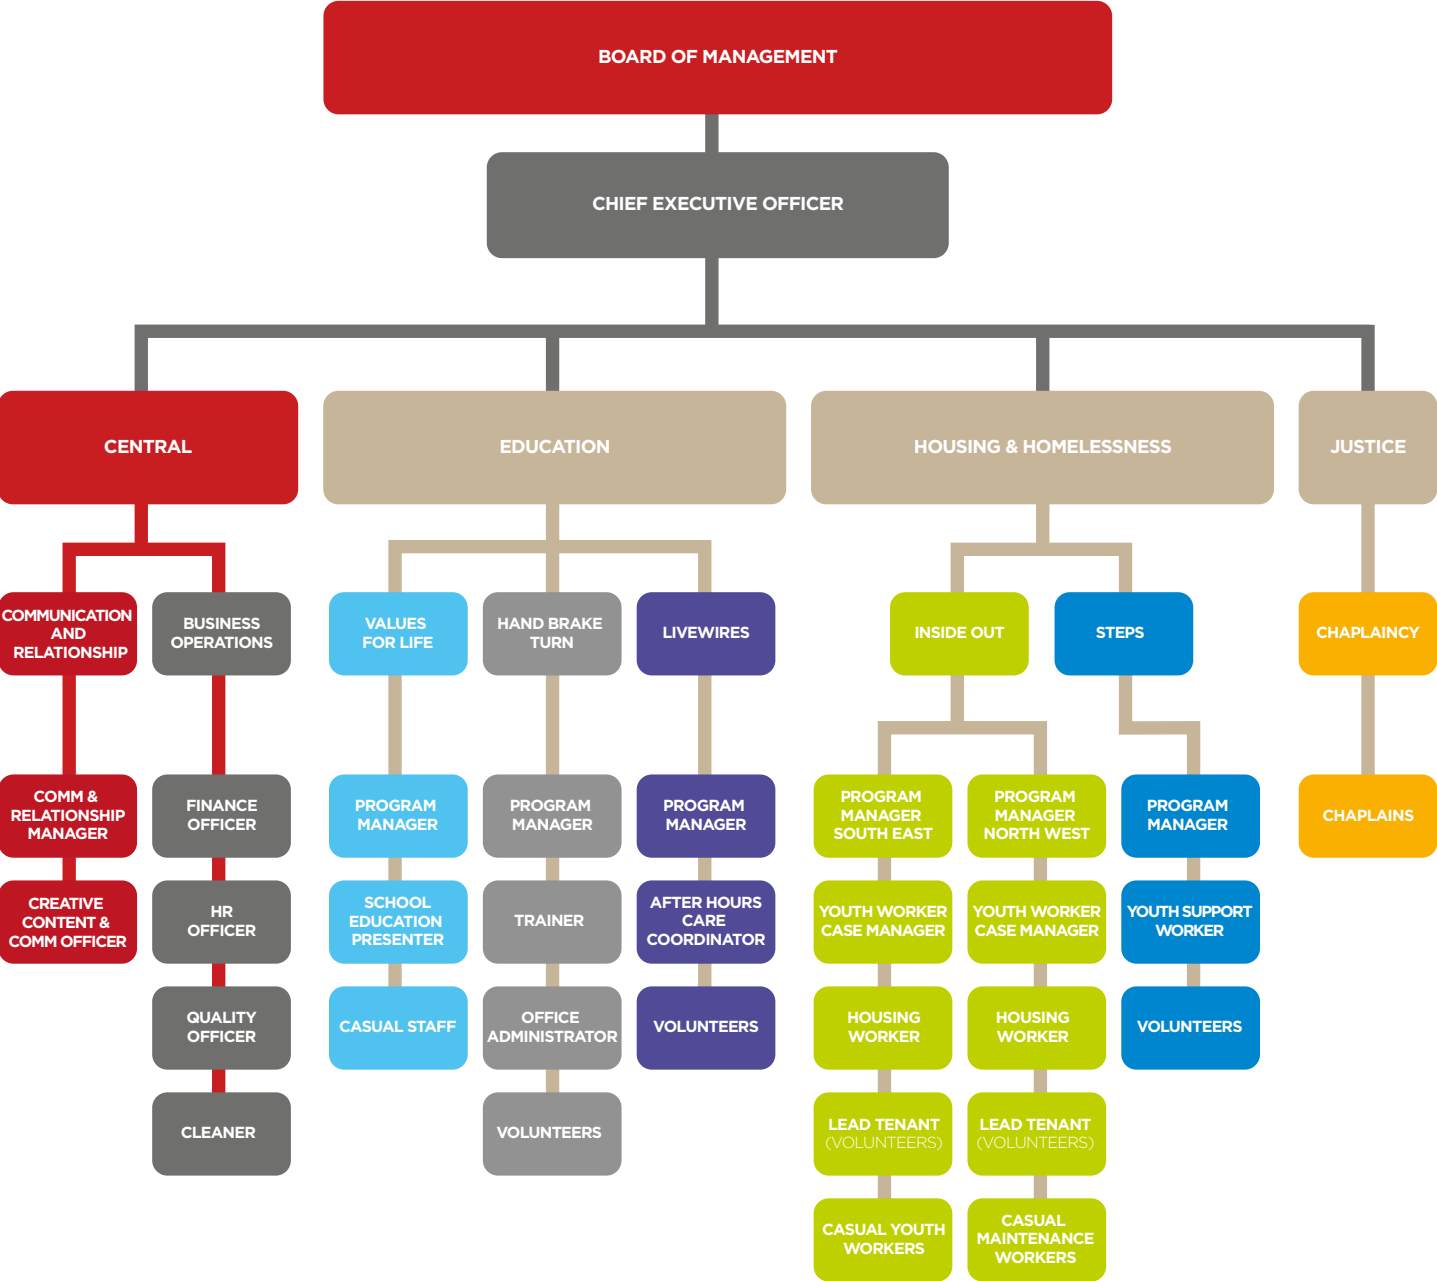 BOARD OF MANAGEMENT
CHIEF EXECUTIVE OFFICER
CENTRAL
EDUCATION
HOUSING & HOMELESSNESS
JUSTICE
COMMUNICATION
AND
RELATIONSHIP
BUSINESS
OPERATIONS
VALUES
FOR LIFE
HAND BRAKE
TURN
LIVEWIRES
INSIDE OUT
STEPS
CHAPLAINCY
COMM &
RELATIONSHIP
MANAGER
FINANCE
OFFICER
PROGRAM
MANAGER
PROGRAM
MANAGER
PROGRAM
MANAGER
PROGRAM
MANAGER
SOUTH EAST
PROGRAM
MANAGER
NORTH WEST
PROGRAM
MANAGER
CHAPLAINS
CREATIVE
CONTENT &
COMM OFFICER
HR
OFFICER
SCHOOL
EDUCATION
PRESENTER
TRAINER
AFTER HOURS
CARE
COORDINATOR
YOUTH WORKER
CASE MANAGER
YOUTH WORKER
CASE MANAGER
YOUTH SUPPORT
WORKER
QUALITY
OFFICER
CASUAL STAFF
OFFICE
ADMINISTRATOR
VOLUNTEERS
HOUSING
WORKER
HOUSING
WORKER
VOLUNTEERS
CLEANER
VOLUNTEERS
LEAD TENANT
(VOLUNTEERS)
LEAD TENANT
(VOLUNTEERS)
CASUAL YOUTH
WORKERS
CASUAL
MAINTENANCE
WORKERS